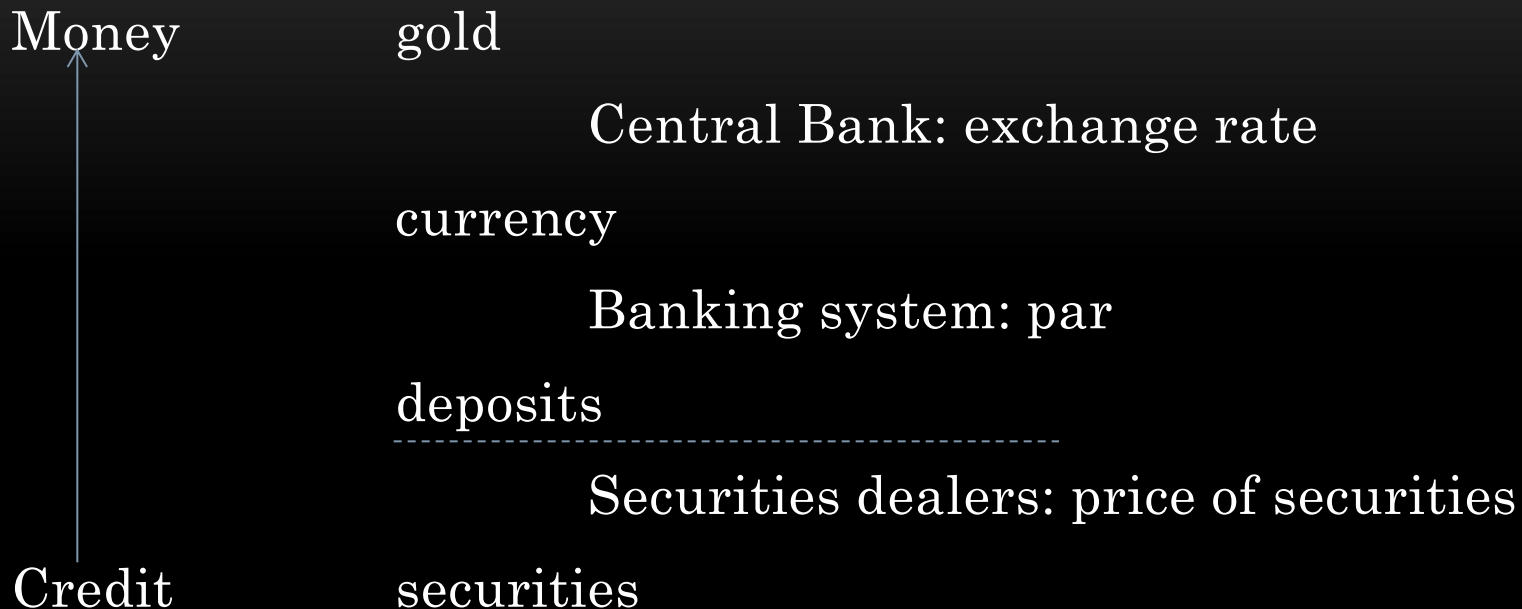 Money gold
Central Bank: exchange rate
currency
Banking system: par
deposits
Securities dealers: price of securities
Credit securities